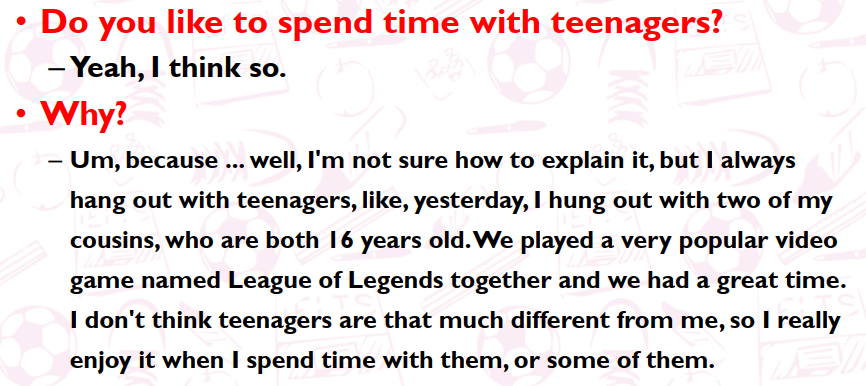 • Do you like to spend time with teenagers?
– Yeah, I think so.
• Why?
– Um, because ... well, I'm not sure how to explain it, but I always
hang out with teenagers, like, yesterday, I hung out with two of my
cousins, who are both 16 years old. We played a very popular video
game named League of Legends together and we had a great time.
I don't think teenagers are that much different from me, so I really
enjoy it when I spend time with them, or some of them.